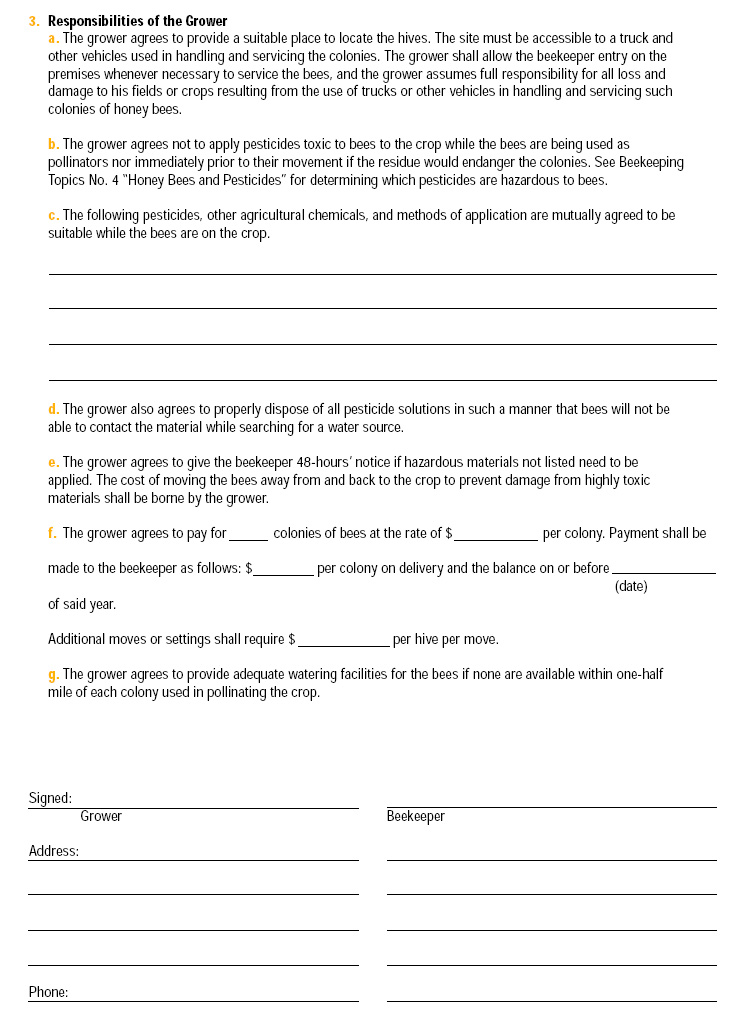 3. Responsibilities of the Grower
a. The grower agrees to provide a suitable place to locate the hives. The site must be accessible to a truck and
other vehicles used in handling and servicing the colonies. The grower shall allow the beekeeper entry on the
premises whenever necessary to service the bees, and the grower assumes full responsibility for all loss and
damage to his fields or crops resulting from the use of trucks or other vehicles in handling and servicing such
colonies of honey bees.
b. The grower agrees not to apply pesticides toxic to bees to the crop while the bees are being used as
pollinators nor immediately prior to their movement if the residue would endanger the colonies. See Beekeeping
Topics No. 4 “Honey Bees and Pesticides” for determining which pesticides are hazardous to bees.
c. The following pesticides, other agricultural chemicals, and methods of application are mutually agreed to be
suitable while the bees are on the crop.
d. The grower also agrees to properly dispose of all pesticide solutions in such a manner that bees will not be
able to contact the material while searching for a water source.
e. The grower agrees to give the beekeeper 48-hours’ notice if hazardous materials not listed need to be
applied. The cost of moving the bees away from and back to the crop to prevent damage from highly toxic
materials shall be borne by the grower.
f. The grower agrees to pay for _____ colonies of bees at the rate of $___________ per colony. Payment shall be
made to the beekeeper as follows: $________ per colony on delivery and the balance on or before ______________
(date)
of said year.
Additional moves or settings shall require $ ____________ per hive per move.
g. The grower agrees to provide adequate watering facilities for the bees if none are available within one-half
mile of each colony used in pollinating the crop.
Signed:
Grower Beekeeper
Address:
Phone: